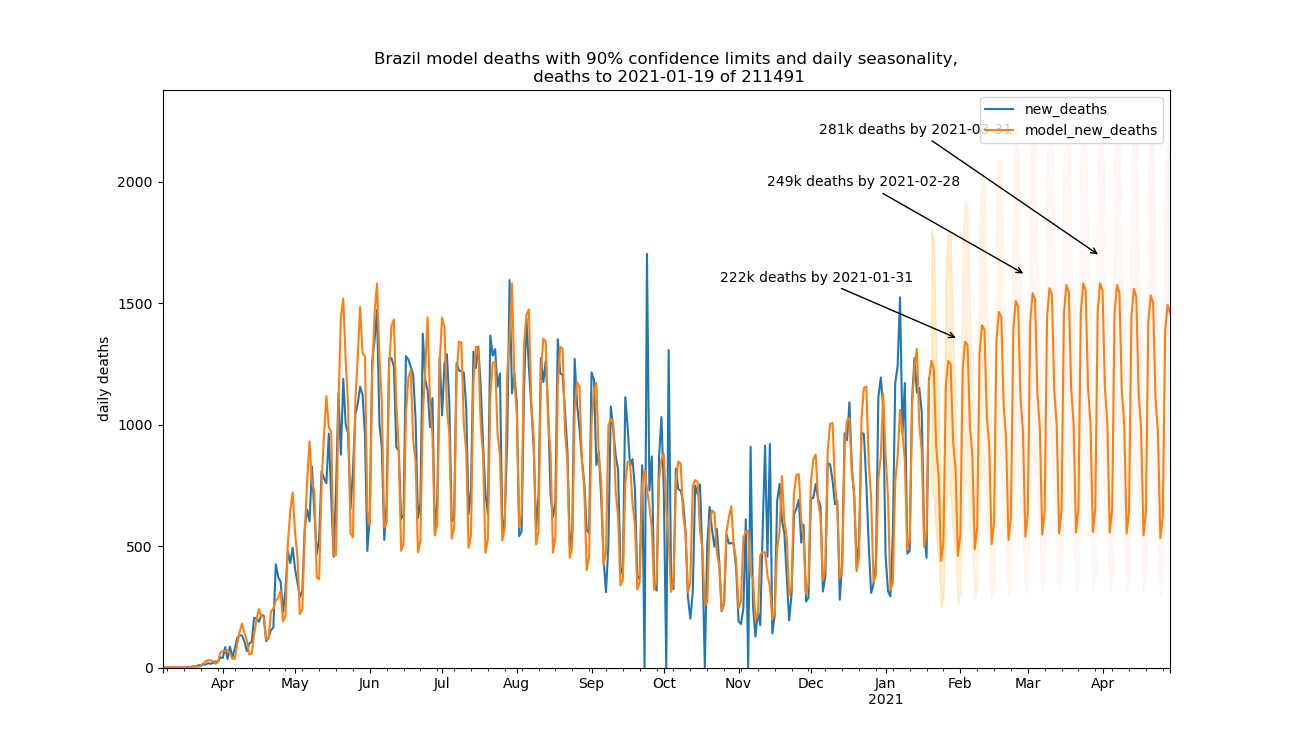 Brazil model deaths with 90% confidence limits and daily seasonality,
deaths to 2021-01-19 of 211491
new_deaths
model_new_deaths
281k deaths by 2021-03-31
249k deaths by 2021-02-28
222k deaths by 2021-01-31
daily deaths
2000
1500
1000
500
0
Apr May Jun Jul Aug Sep Oct Nov Dec Jan Feb Mar Apr
2021